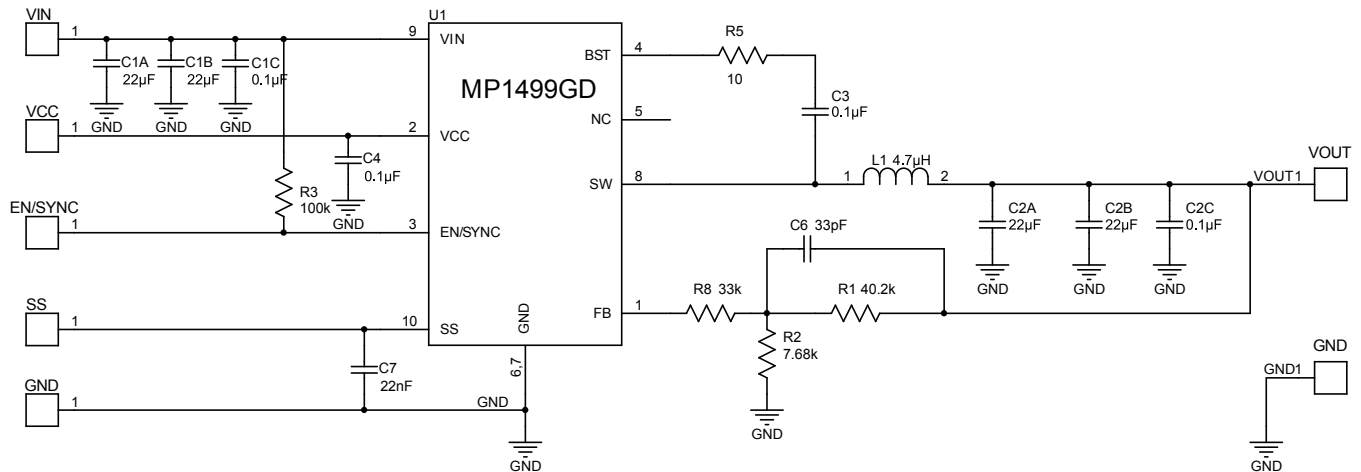 VIN
1
C1A
22µF
GND
C1B
22µF
GND
C1C
0.1µF
GND
VCC
1
C4
0.1µF
GND
R3
100k
EN/SYNC
1
SS
1
C7
22nF
GND
1
GND
GND
U1
MP1499GD
9
VIN
2
VCC
3
EN/SYNC
10
SS
GND
6,7
BST
4
NC
5
SW
8
FB
1
R5
10
C3
0.1µF
1
L1 4.7µH
2
C6 33pF
R8 33k
R1 40.2k
R2
7.68k
GND
C2A
22µF
GND
C2B
22µF
GND
C2C
0.1µF
GND
VOUT1
VOUT
GND
GND1
GND